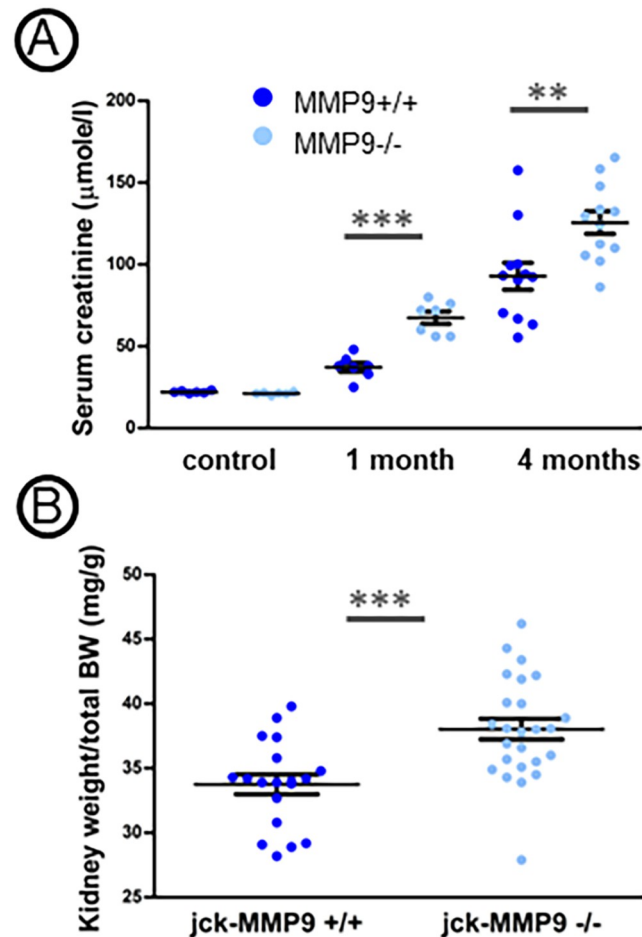 A
Serum creatinine (µmole/l)
200
150
100
50
0
MMP9+/+
MMP9-/-
***
**
control
1 month
4 months
B
Kidney weight/total BW (mg/g)
50
45
40
35
30
25
***
jck-MMP9 +/+
jck-MMP9 -/-